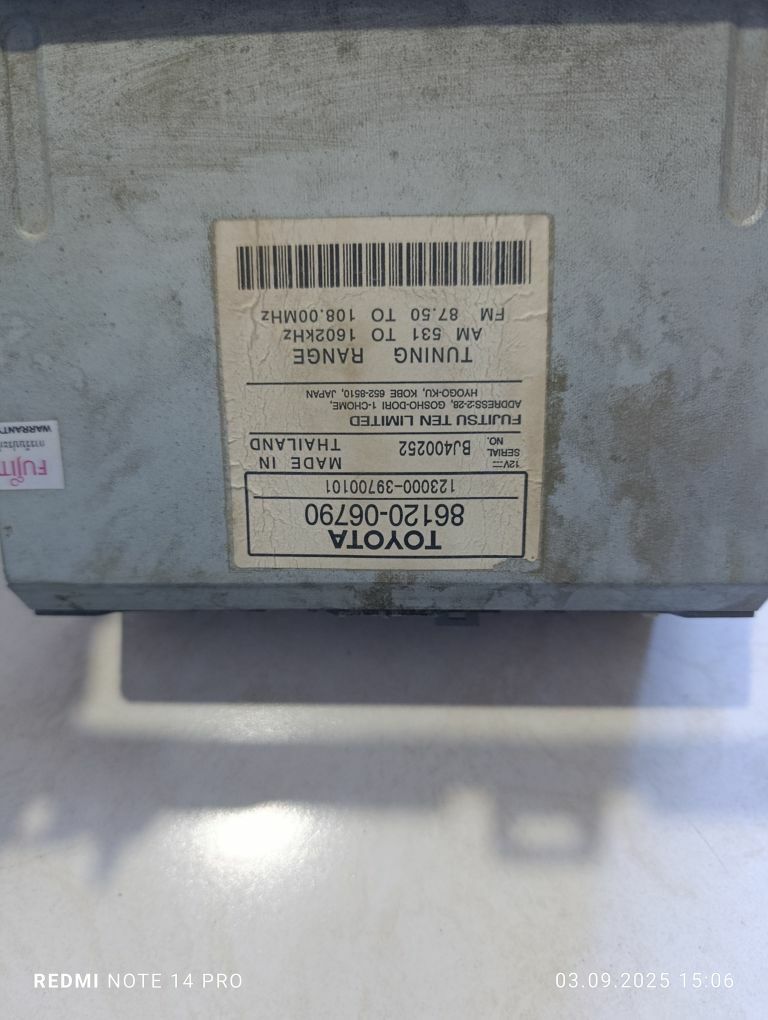 TOYOTA
86120-06790
123000-39700101
12V⎓
SERIAL NO. BJ400252
MADE IN THAILAND
FUJITSU TEN LIMITED
ADDRESS:2-28, GOSHO-DORI 1-CHOME,
HYOGO-KU, KOBE 652-8510, JAPAN
TUNING RANGE
AM 531 TO 1602kHz
FM 87.50 TO 108.00MHz
WARRANTY
REDMI NOTE 14 PRO
03.09.2025 15:06